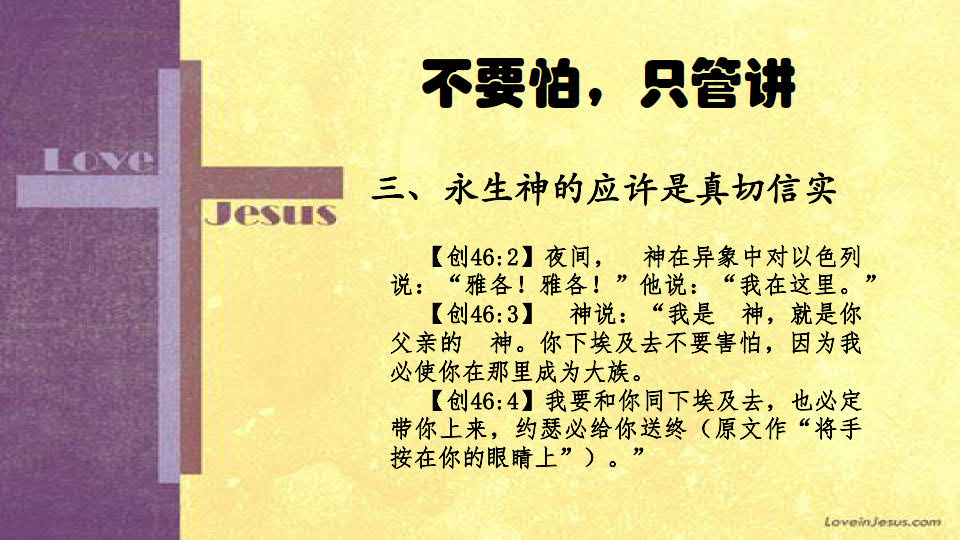 不要怕，只管讲
Love
Jesus
三、永生神的应许是真切信实
【创46:2】夜间，　神在异象中对以色列
说：“雅各！雅各！”他说：“我在这里。”
【创46:3】　神说：“我是　神，就是你
父亲的　神。你下埃及去不要害怕，因为我
必使你在那里成为大族。
【创46:4】我要和你同下埃及去，也必定
带你上来，约瑟必给你送终（原文作“将手
按在你的眼睛上”）。”
LoveinJesus.com